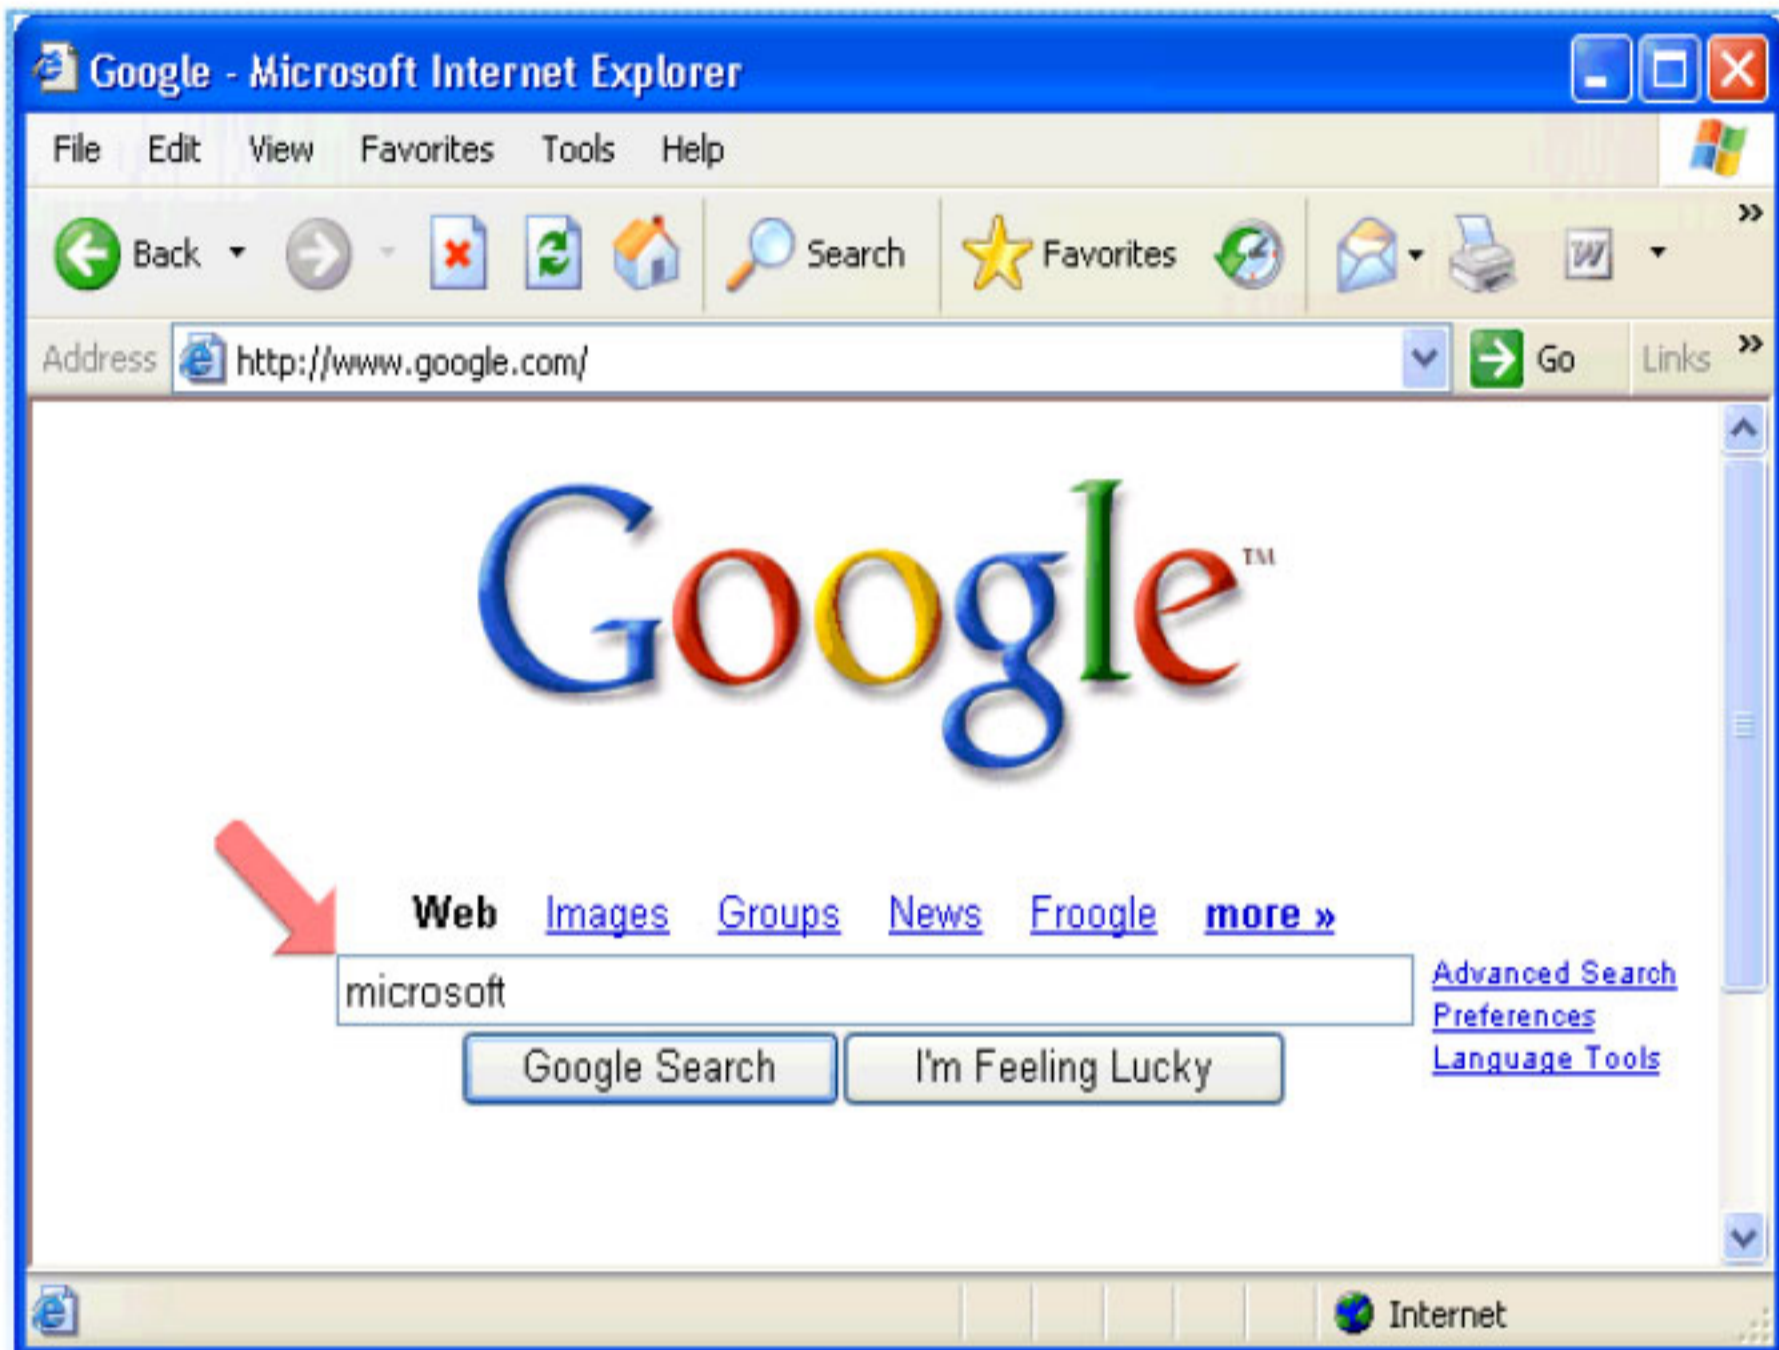 Google - Microsoft Internet Explorer
File Edit View Favorites Tools Help
Back Search Favorites W »
Address http://www.google.com/ Go Links »
Google™
Web Images Groups News Froogle more »
microsoft
Advanced Search
Preferences
Language Tools
Google Search I'm Feeling Lucky
Internet